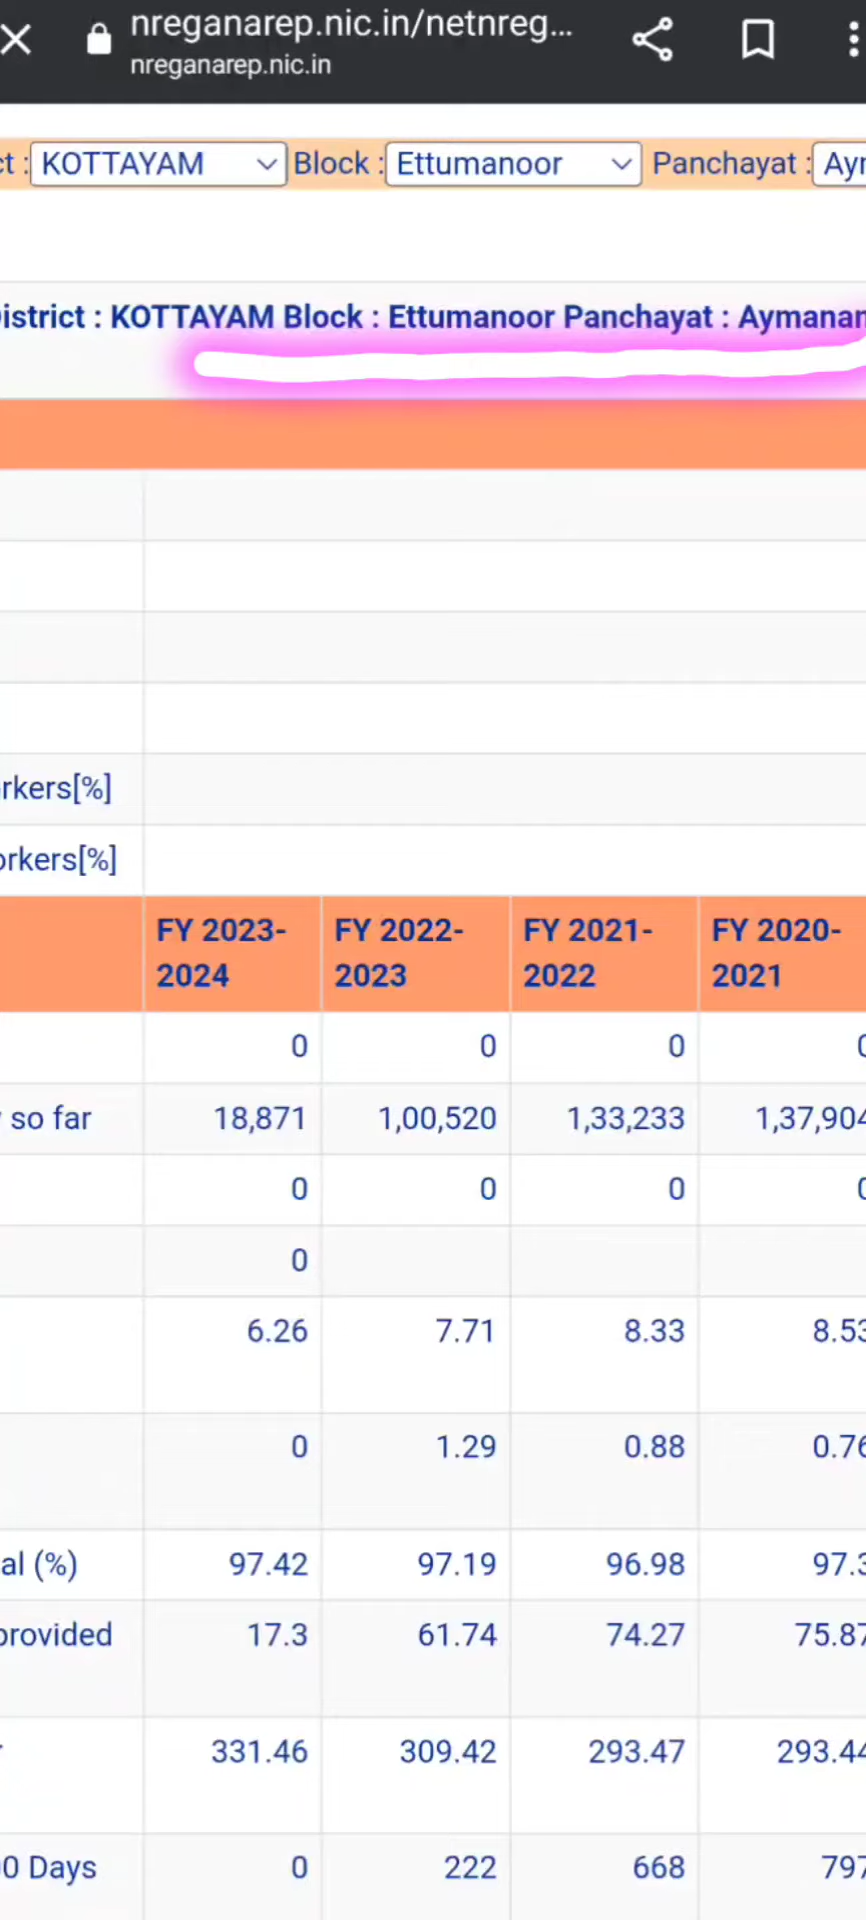 nreganarep.nic.in/netnreg...
nreganarep.nic.in
ct : KOTTAYAM Block : Ettumanoor Panchayat : Aym
District : KOTTAYAM Block : Ettumanoor Panchayat : Aymanam
rkers[%]
orkers[%]
FY 2023-2024 FY 2022-2023 FY 2021-2022 FY 2020-2021
0 0 0 0
so far 18,871 1,00,520 1,33,233 1,37,904
0 0 0 0
0
6.26 7.71 8.33 8.53
0 1.29 0.88 0.76
al (%) 97.42 97.19 96.98 97.3
provided 17.3 61.74 74.27 75.87
331.46 309.42 293.47 293.44
0 Days 0 222 668 797